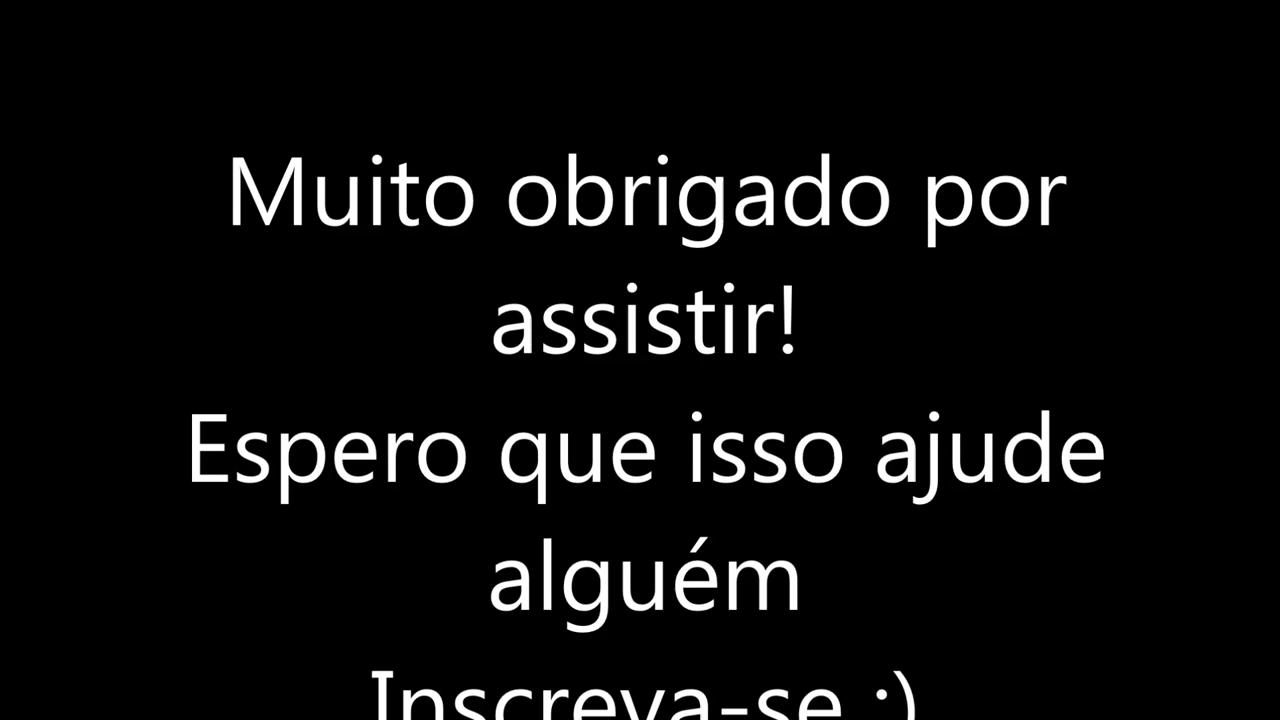 Muito obrigado por
assistir!
Espero que isso ajude
alguém
Inscreva-se :)